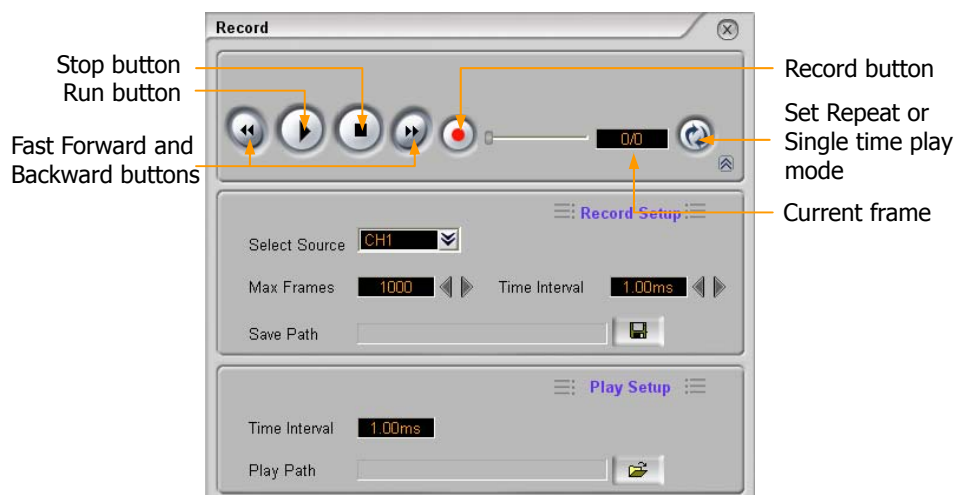 Record
Stop button
Run button
Fast Forward and
Backward buttons
Record button
Set Repeat or
Single time play
mode
Current frame
0/0
Record Setup
Select Source CH1
Max Frames 1000 Time Interval 1.00ms
Save Path
Play Setup
Time Interval 1.00ms
Play Path